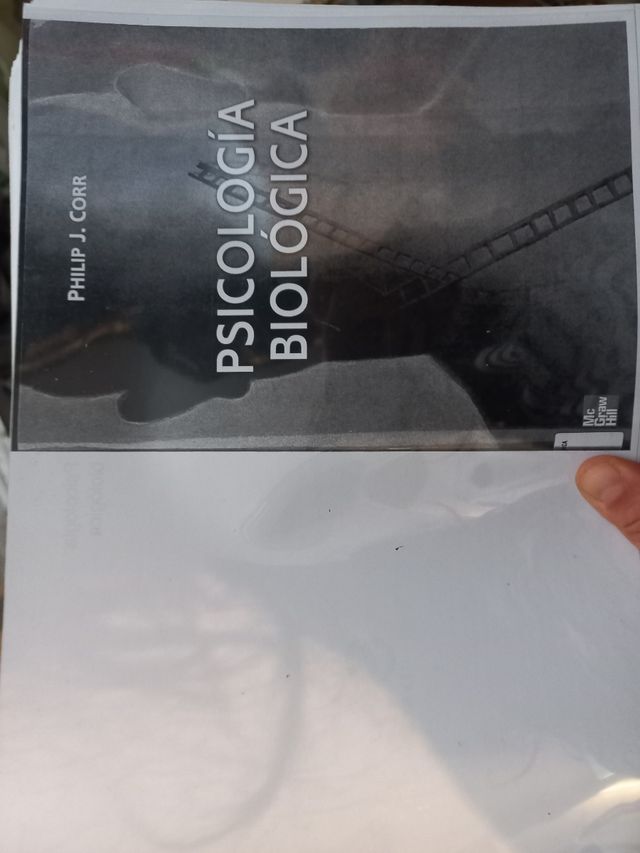 PHILIP J. CORR
PSICOLOGÍA
BIOLÓGICA
Mc
Graw
Hill